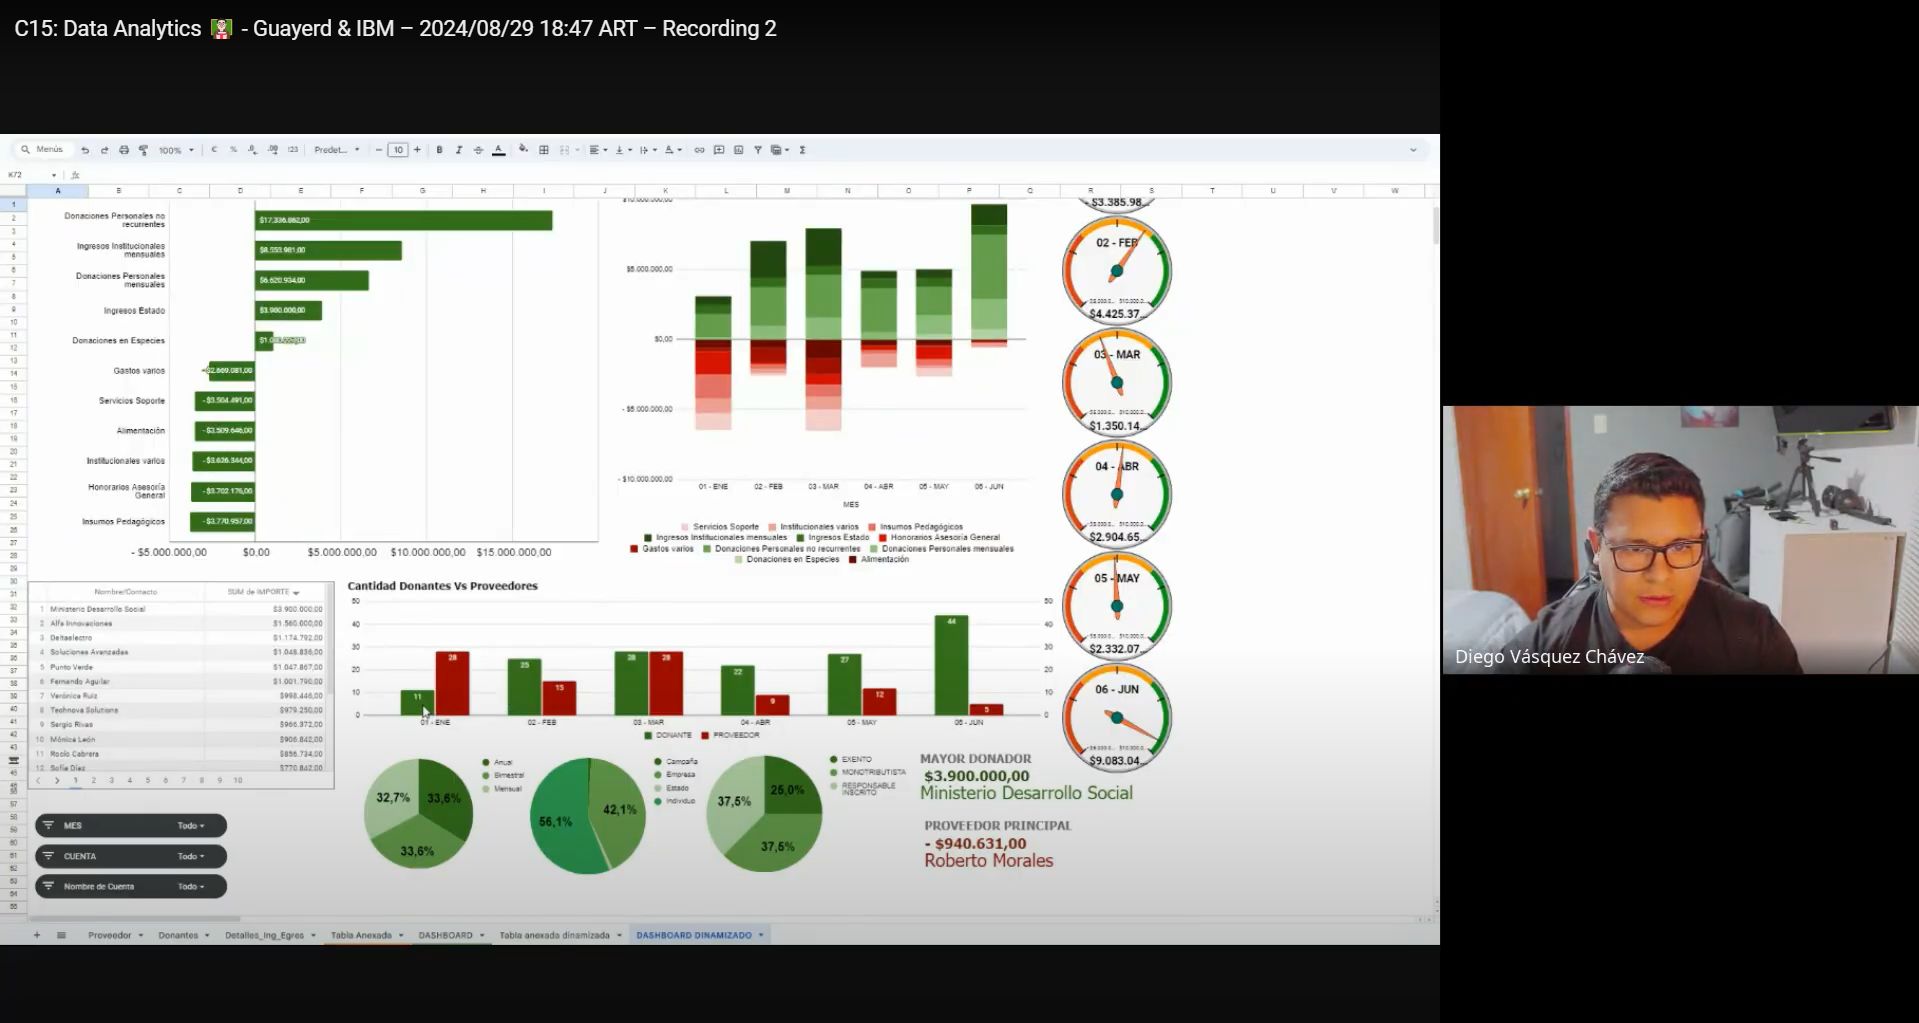 C15: Data Analytics - Guayerd & IBM – 2024/08/29 18:47 ART – Recording 2
Menús 100% € % 123 Predet... − 10 + B I A Σ
K72 fx
A B C D E F G H I J K L M N O P Q R S T U V W
Donaciones Personales no recurrentes
$17.336.862,00
Ingresos Institucionales mensuales
Donaciones Personales mensuales
$6.620.934,00
Ingresos Estado
$3.900.000,00
Donaciones en Especies
Gastos varios
- $2.669.081,00
Servicios Soporte
- $3.504.491,00
Alimentación
- $3.509.646,00
Institucionales varios
- $3.626.344,00
Honorarios Asesoría General
- $3.702.176,00
Insumos Pedagógicos
- $3.770.957,00
- $5.000.000,00 $0,00 $5.000.000,00 $10.000.000,00 $15.000.000,00
$10.000.000,00
$5.000.000,00
$0,00
- $5.000.000,00
- $10.000.000,00
01 - ENE 02 - FEB 03 - MAR 04 - ABR 05 - MAY 06 - JUN
MES
Servicios Soporte Institucionales varios Insumos Pedagógicos
Ingresos Institucionales mensuales Ingresos Estado Honorarios Asesoría General
Gastos varios Donaciones Personales no recurrentes Donaciones Personales mensuales
Donaciones en Especies Alimentación
$3.385.98...
02 - FEB
$4.425.37...
03 - MAR
$1.350.14...
04 - ABR
$2.904.65...
05 - MAY
$2.332.07...
06 - JUN
$9.083.04...
Nombre/Contacto SUM de IMPORTE
1 Ministerio Desarrollo Social $3.900.000,00
2 Alfa Innovaciones $1.560.000,00
3 Deltaelectro $1.174.792,00
4 Soluciones Avanzadas $1.048.836,00
5 Punto Verde $1.047.867,00
6 Fernando Aguilar $1.001.790,00
7 Verónica Ruiz $998.446,00
8 Technova Solutions $979.250,00
9 Sergio Rivas $966.372,00
10 Mónica León $906.842,00
11 Rocío Cabrera $856.734,00
12 Sofía Díaz $770.842,00
1 2 3 4 5 6 7 8 9 10
Cantidad Donantes Vs Proveedores
50 50
40 40
30 30
20 20
10 10
0 0
11 28 25 15 28 28 22 9 27 12 44 5
01 - ENE 02 - FEB 03 - MAR 04 - ABR 05 - MAY 06 - JUN
DONANTE PROVEEDOR
32,7% 33,6%
33,6%
Anual
Bimestral
Mensual
56,1% 42,1%
Campaña
Empresa
Estado
Individuo
37,5% 25,0%
37,5%
EXENTO
MONOTRIBUTISTA
RESPONSABLE INSCRITO
MAYOR DONADOR
$3.900.000,00
Ministerio Desarrollo Social
PROVEEDOR PRINCIPAL
- $940.631,00
Roberto Morales
MES Todo
CUENTA Todo
Nombre de Cuenta Todo
+ Proveedor Donantes Detalles_Ing_Egres Tabla Anexada DASHBOARD Tabla anexada dinamizada DASHBOARD DINAMIZADO
Diego Vásquez Chávez